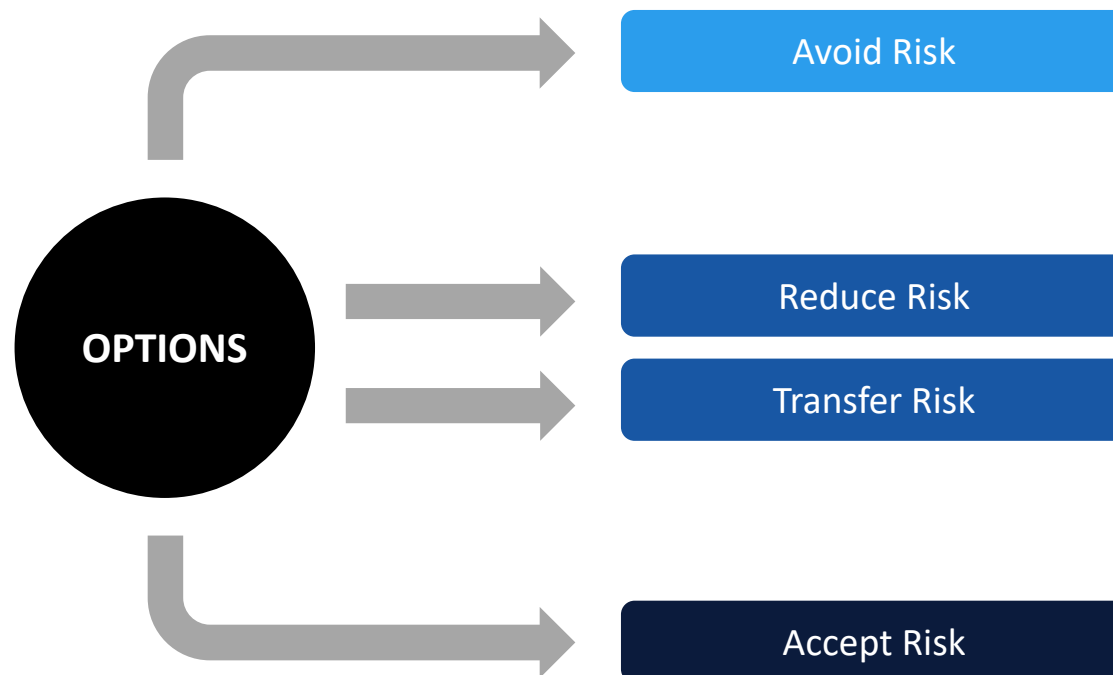 Avoid Risk
Reduce Risk
OPTIONS
Transfer Risk
Accept Risk